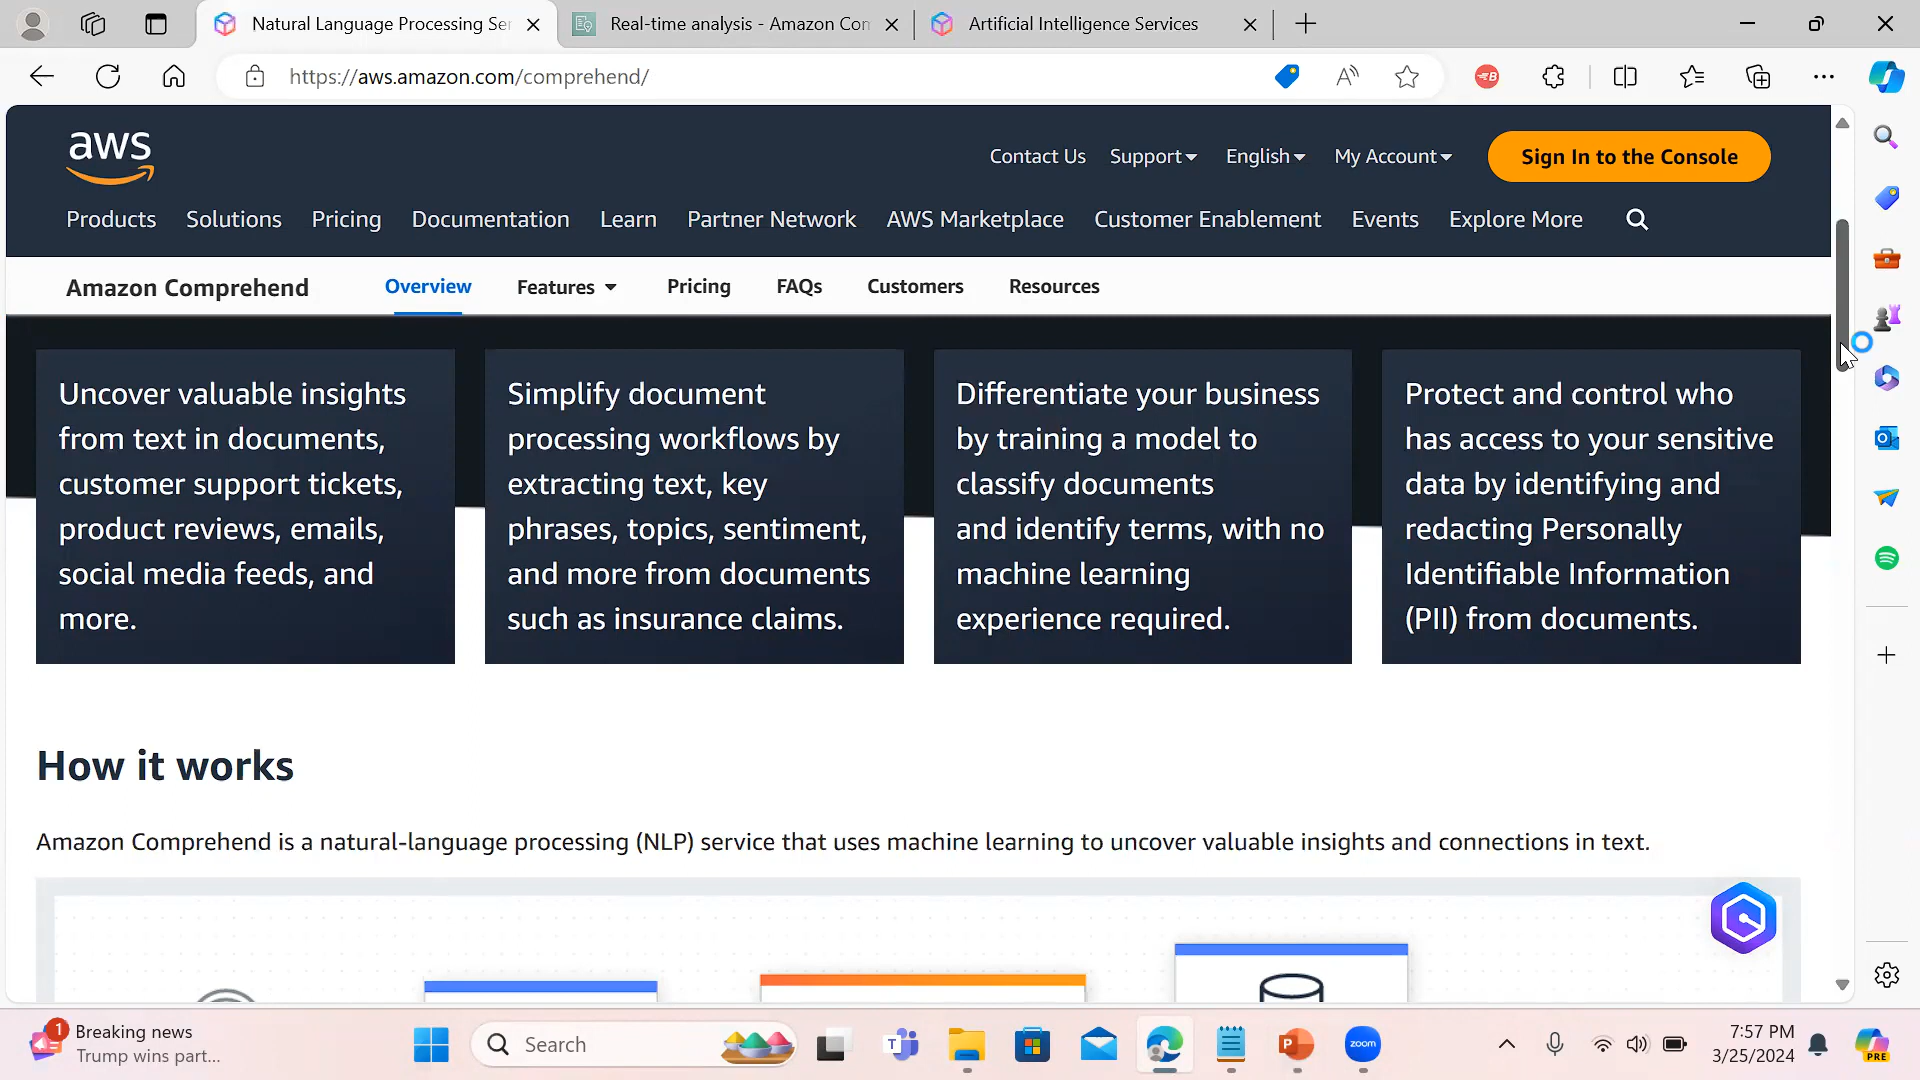 Natural Language Processing Ser
Real-time analysis - Amazon Con
Artificial Intelligence Services
https://aws.amazon.com/comprehend/
aws
Contact Us
Support
English
My Account
Sign In to the Console
Products
Solutions
Pricing
Documentation
Learn
Partner Network
AWS Marketplace
Customer Enablement
Events
Explore More
Amazon Comprehend
Overview
Features
Pricing
FAQs
Customers
Resources
Uncover valuable insights
from text in documents,
customer support tickets,
product reviews, emails,
social media feeds, and
more.
Simplify document
processing workflows by
extracting text, key
phrases, topics, sentiment,
and more from documents
such as insurance claims.
Differentiate your business
by training a model to
classify documents
and identify terms, with no
machine learning
experience required.
Protect and control who
has access to your sensitive
data by identifying and
redacting Personally
Identifiable Information
(PII) from documents.
How it works
Amazon Comprehend is a natural-language processing (NLP) service that uses machine learning to uncover valuable insights and connections in text.
1
Breaking news
Trump wins part...
Search
zoom
7:57 PM
3/25/2024
PRE